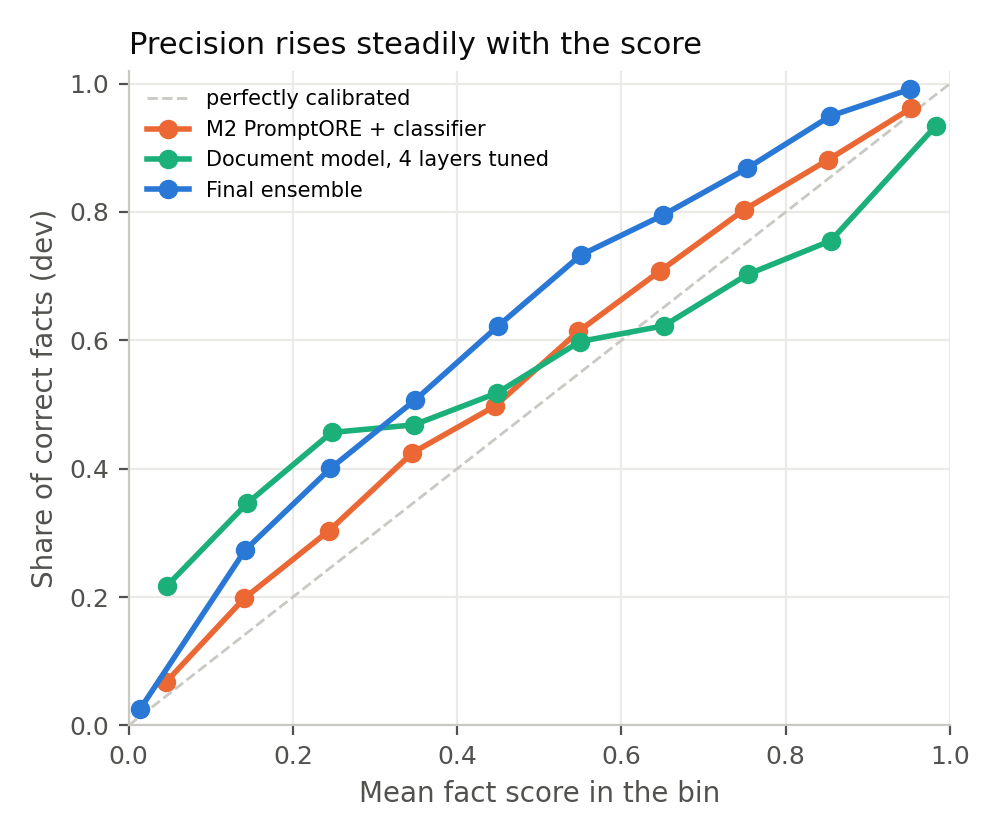 Precision rises steadily with the score
perfectly calibrated
M2 PromptORE + classifier
Document model, 4 layers tuned
Final ensemble
Share of correct facts (dev)
1.0
0.8
0.6
0.4
0.2
0.0
0.0 0.2 0.4 0.6 0.8 1.0
Mean fact score in the bin